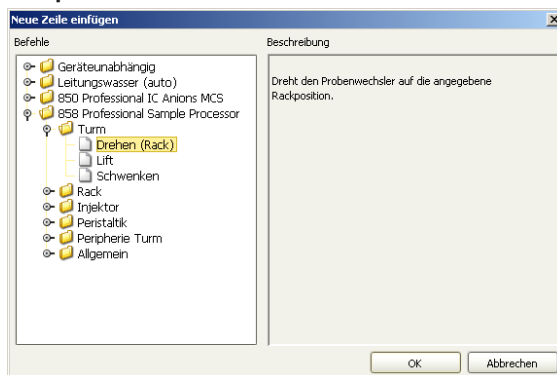 Neue Zeile einfügen
Befehle
Beschreibung
Geräteunabhängig
Leitungswasser (auto)
850 Professional IC Anions MCS
858 Professional Sample Processor
Turm
Drehen (Rack)
Lift
Schwenken
Rack
Injektor
Peristaltik
Peripherie Turm
Allgemein
Dreht den Probenwechsler auf die angegebene
Rackposition.
OK
Abbrechen